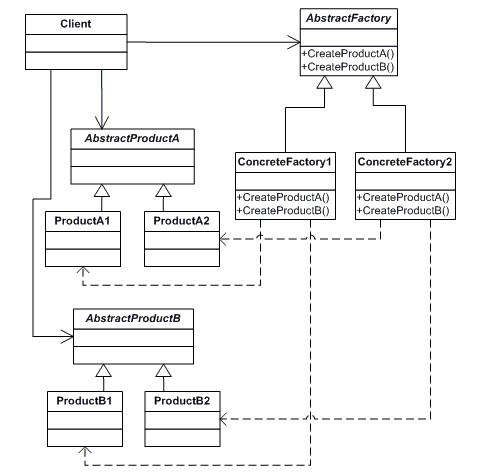 Client
AbstractFactory
+CreateProductA()
+CreateProductB()
AbstractProductA
ConcreteFactory1
+CreateProductA()
+CreateProductB()
ConcreteFactory2
+CreateProductA()
+CreateProductB()
ProductA1
ProductA2
AbstractProductB
ProductB1
ProductB2